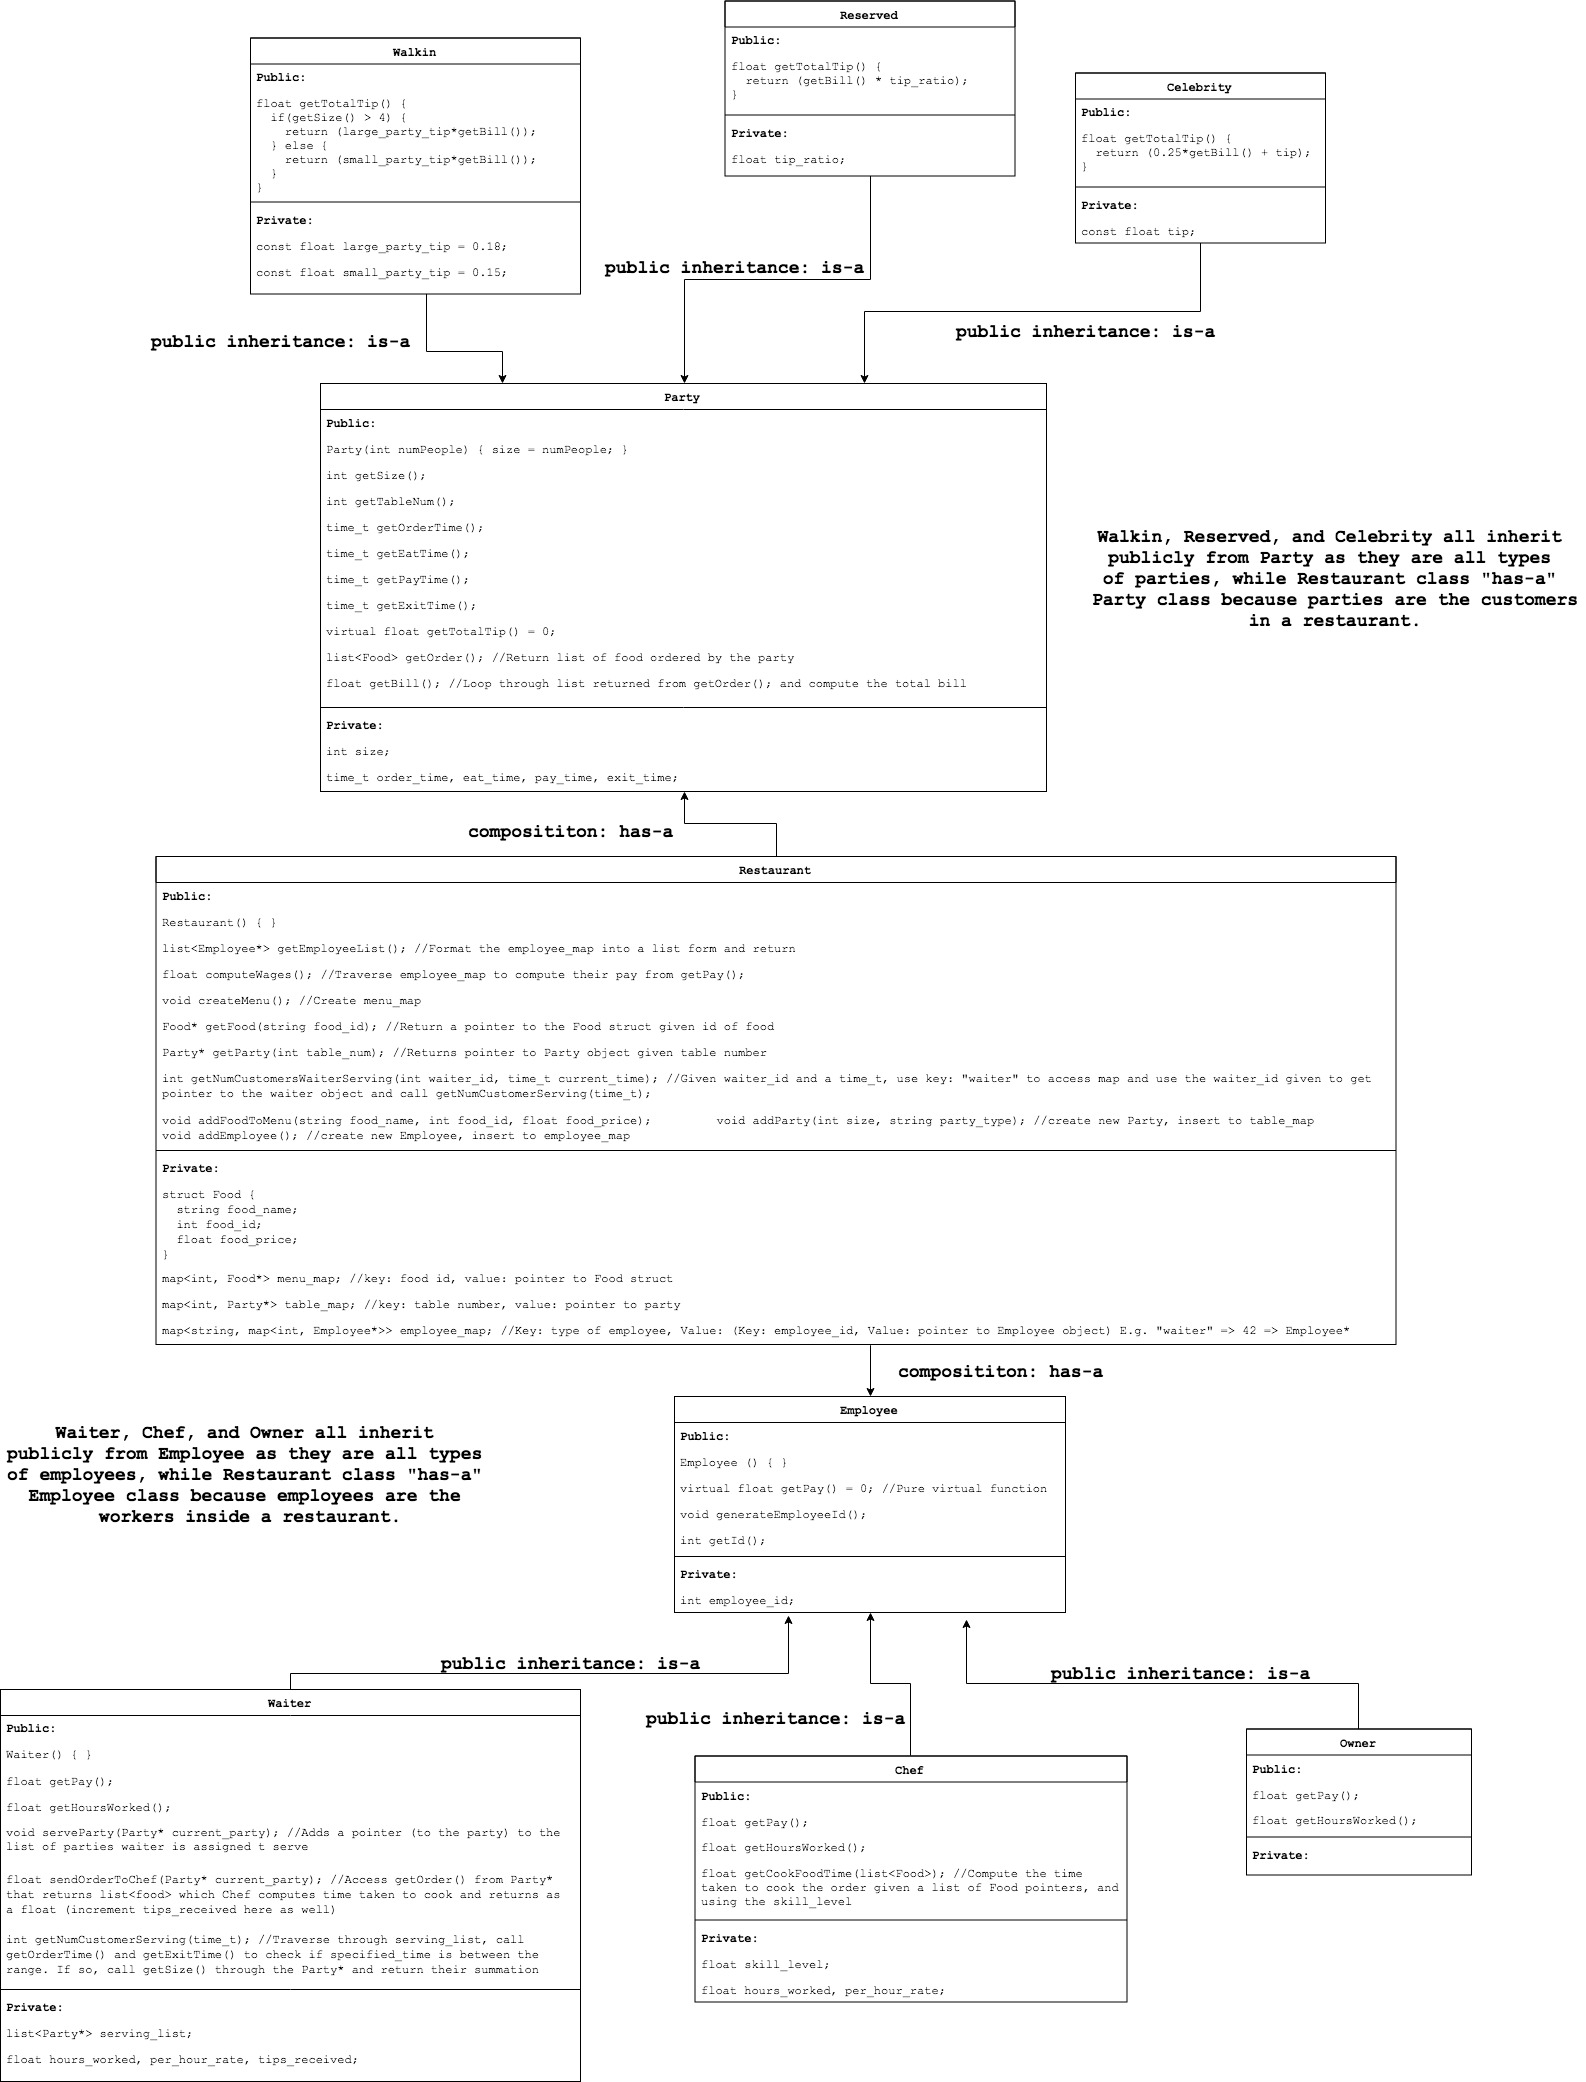 Reserved
Public:
float getTotalTip() {
return (getBill() * tip_ratio);
}
Private:
float tip_ratio;
Walkin
Public:
float getTotalTip() {
if(getSize() > 4) {
return (large_party_tip*getBill());
} else {
return (small_party_tip*getBill());
}
}
Private:
const float large_party_tip = 0.18;
const float small_party_tip = 0.15;
Celebrity
Public:
float getTotalTip() {
return (0.25*getBill() + tip);
}
Private:
const float tip;
public inheritance: is-a
public inheritance: is-a
public inheritance: is-a
Party
Public:
Party(int numPeople) { size = numPeople; }
int getSize();
int getTableNum();
time_t getOrderTime();
time_t getEatTime();
time_t getPayTime();
time_t getExitTime();
virtual float getTotalTip() = 0;
list<Food> getOrder(); //Return list of food ordered by the party
float getBill(); //Loop through list returned from getOrder(); and compute the total bill
Private:
int size;
time_t order_time, eat_time, pay_time, exit_time;
Walkin, Reserved, and Celebrity all inherit
publicly from Party as they are all types
of parties, while Restaurant class "has-a"
Party class because parties are the customers
in a restaurant.
composititon: has-a
Restaurant
Public:
Restaurant() { }
list<Employee*> getEmployeeList(); //Format the employee_map into a list form and return
float computeWages(); //Traverse employee_map to compute their pay from getPay();
void createMenu(); //Create menu_map
Food* getFood(string food_id); //Return a pointer to the Food struct given id of food
Party* getParty(int table_num); //Returns pointer to Party object given table number
int getNumCustomersWaiterServing(int waiter_id, time_t current_time); //Given waiter_id and a time_t, use key: "waiter" to access map and use the waiter_id given to get
pointer to the waiter object and call getNumCustomerServing(time_t);
void addFoodToMenu(string food_name, int food_id, float food_price); void addParty(int size, string party_type); //create new Party, insert to table_map
void addEmployee(); //create new Employee, insert to employee_map
Private:
struct Food {
string food_name;
int food_id;
float food_price;
}
map<int, Food*> menu_map; //key: food id, value: pointer to Food struct
map<int, Party*> table_map; //key: table number, value: pointer to party
map<string, map<int, Employee*>> employee_map; //Key: type of employee, Value: (Key: employee_id, Value: pointer to Employee object) E.g. "waiter" => 42 => Employee*
composititon: has-a
Waiter, Chef, and Owner all inherit
publicly from Employee as they are all types
of employees, while Restaurant class "has-a"
Employee class because employees are the
workers inside a restaurant.
Employee
Public:
Employee () { }
virtual float getPay() = 0; //Pure virtual function
void generateEmployeeId();
int getId();
Private:
int employee_id;
public inheritance: is-a
public inheritance: is-a
public inheritance: is-a
Waiter
Public:
Waiter() { }
float getPay();
float getHoursWorked();
void serveParty(Party* current_party); //Adds a pointer (to the party) to the
list of parties waiter is assigned t serve
float sendOrderToChef(Party* current_party); //Access getOrder() from Party*
that returns list<food> which Chef computes time taken to cook and returns as
a float (increment tips_received here as well)
int getNumCustomerServing(time_t); //Traverse through serving_list, call
getOrderTime() and getExitTime() to check if specified_time is between the
range. If so, call getSize() through the Party* and return their summation
Private:
list<Party*> serving_list;
float hours_worked, per_hour_rate, tips_received;
Chef
Public:
float getPay();
float getHoursWorked();
float getCookFoodTime(list<Food>); //Compute the time
taken to cook the order given a list of Food pointers, and
using the skill_level
Private:
float skill_level;
float hours_worked, per_hour_rate;
Owner
Public:
float getPay();
float getHoursWorked();
Private: